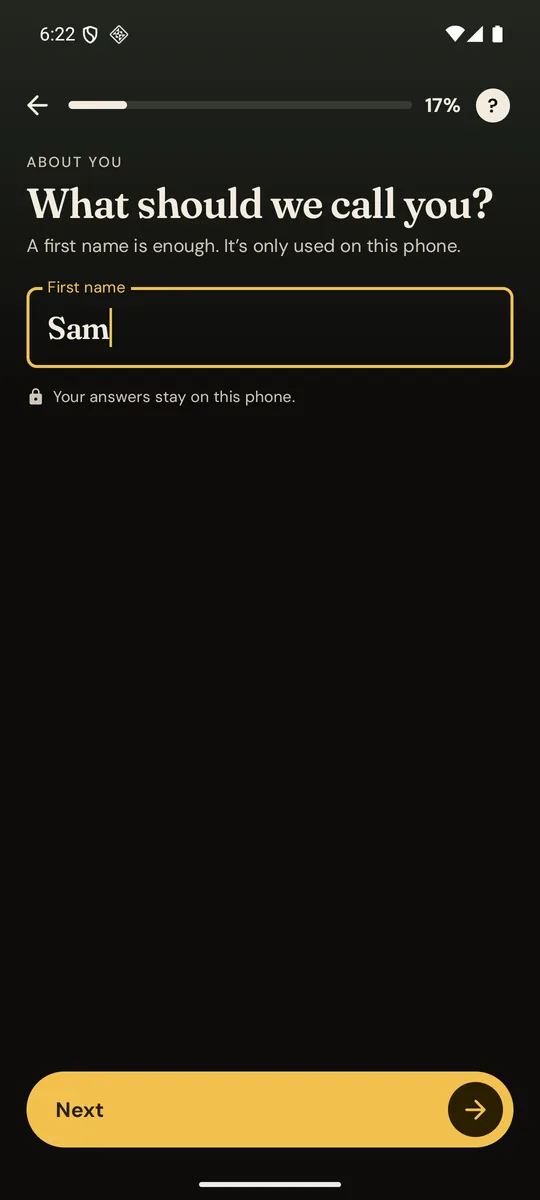 6:22
17% ?
ABOUT YOU
What should we call you?
A first name is enough. It’s only used on this phone.
First name
Sam
Your answers stay on this phone.
Next